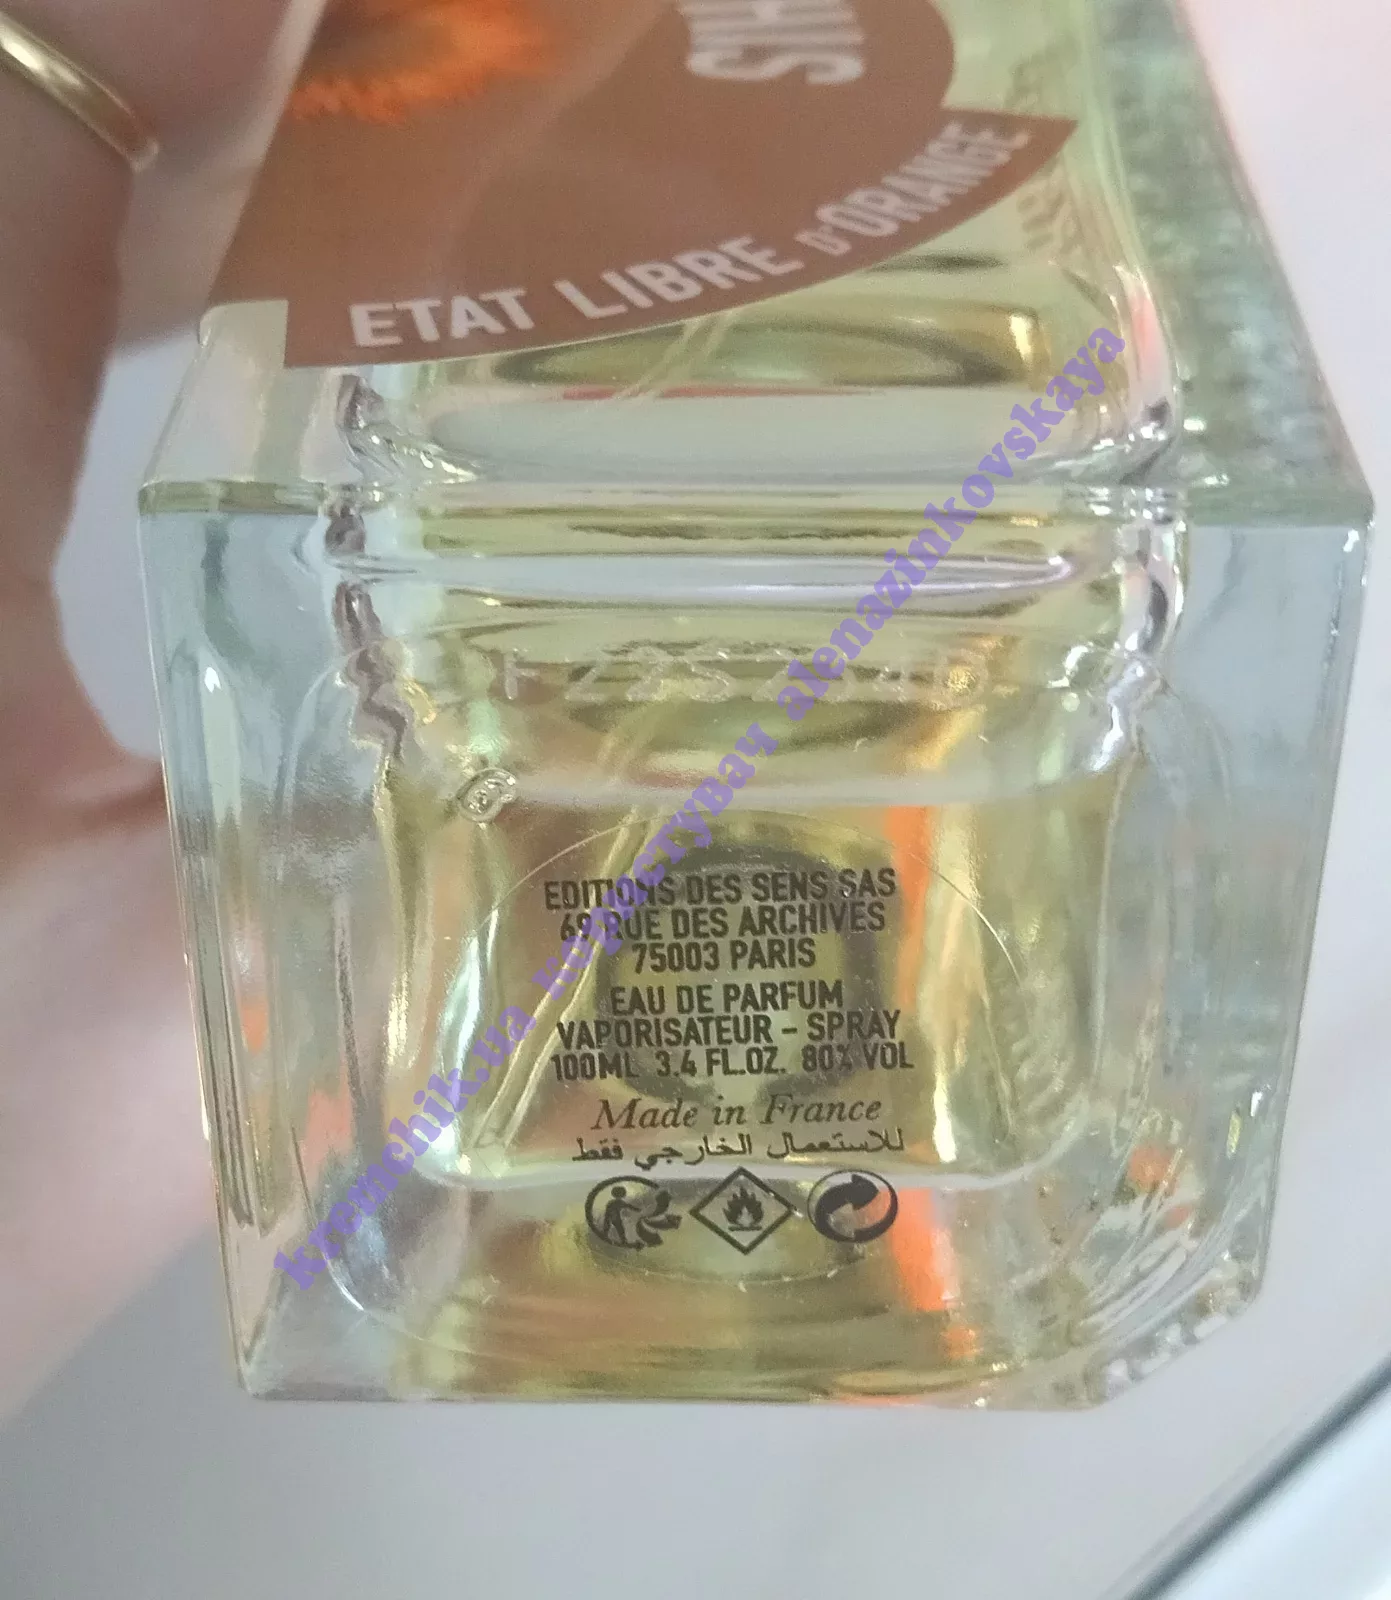 ETAT LIBRE D'ORANGE
EDITIONS DES SENS SAS
69 RUE DES ARCHIVES
75003 PARIS
EAU DE PARFUM
VAPORISATEUR - SPRAY
100ML 3.4 FL.OZ. 80% VOL
Made in France
للاستعمال الخارجي فقط
kremchik.ua користувач alenazinkovskaya